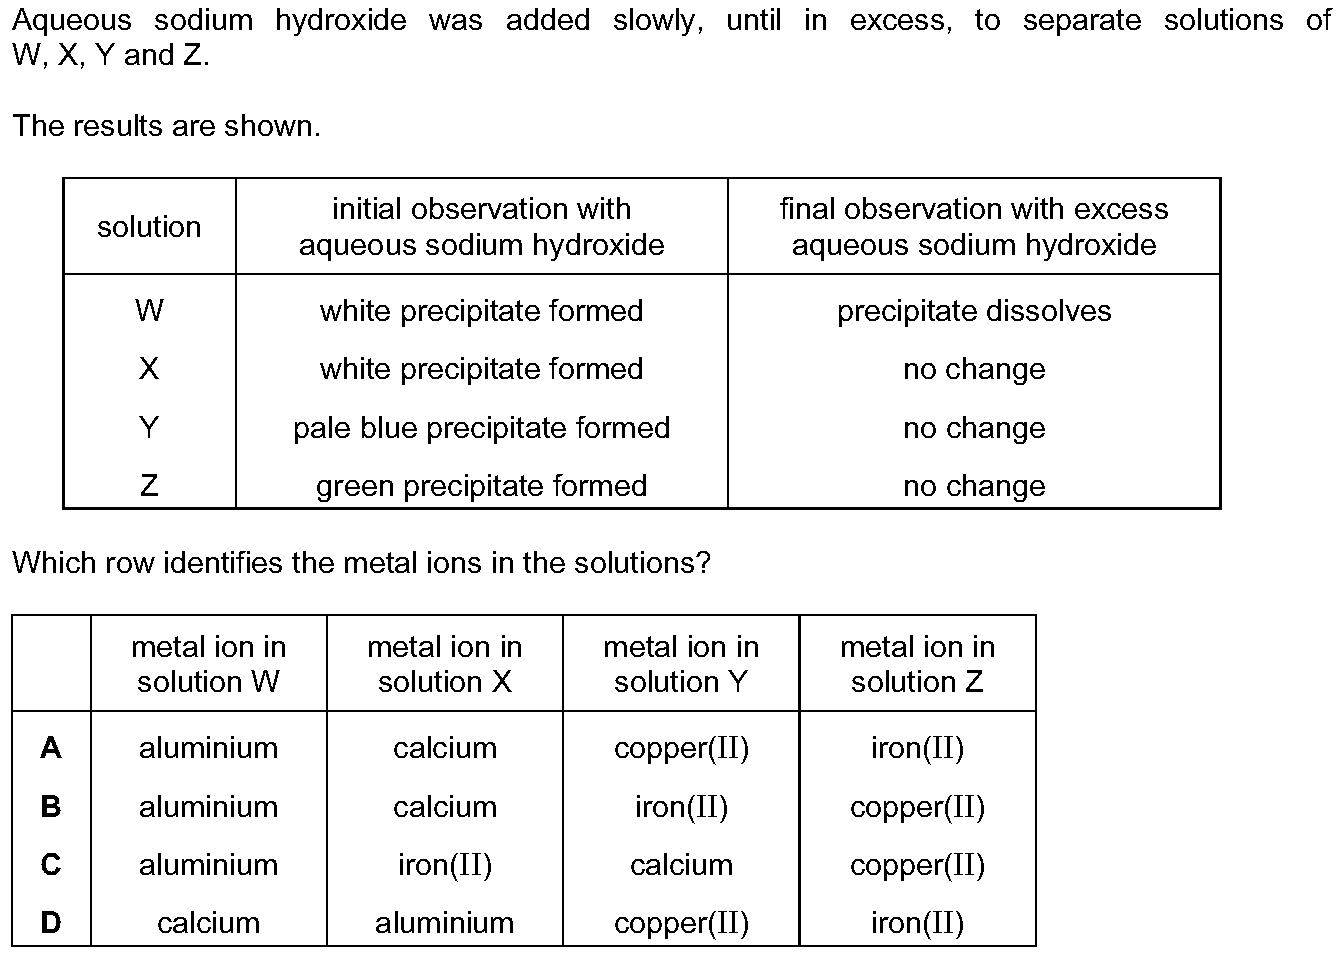 Aqueous sodium hydroxide was added slowly, until in excess, to separate solutions of
W, X, Y and Z.
The results are shown.
solution
initial observation with
aqueous sodium hydroxide
final observation with excess
aqueous sodium hydroxide
W white precipitate formed precipitate dissolves
X white precipitate formed no change
Y pale blue precipitate formed no change
Z green precipitate formed no change
Which row identifies the metal ions in the solutions?
metal ion in
solution W
metal ion in
solution X
metal ion in
solution Y
metal ion in
solution Z
A aluminium calcium copper(II) iron(II)
B aluminium calcium iron(II) copper(II)
C aluminium iron(II) calcium copper(II)
D calcium aluminium copper(II) iron(II)